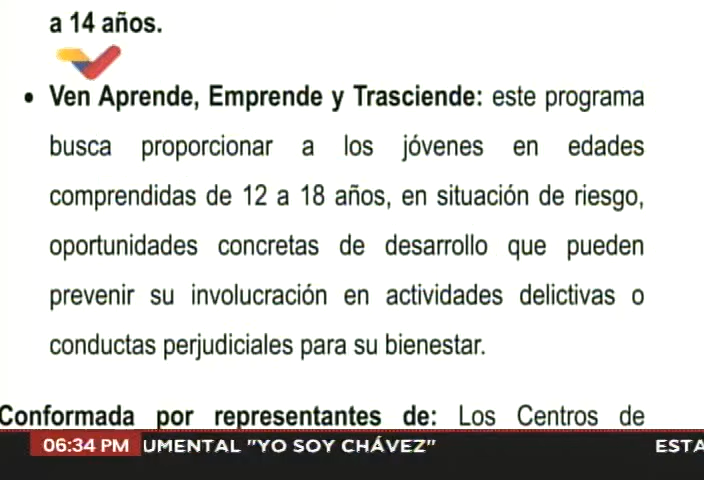 a 14 años.
• Ven Aprende, Emprende y Trasciende: este programa
busca proporcionar a los jóvenes en edades
comprendidas de 12 a 18 años, en situación de riesgo,
oportunidades concretas de desarrollo que pueden
prevenir su involucración en actividades delictivas o
conductas perjudiciales para su bienestar.
Conformada por representantes de: Los Centros de
06:34 PM UMENTAL "YO SOY CHÁVEZ" ESTA